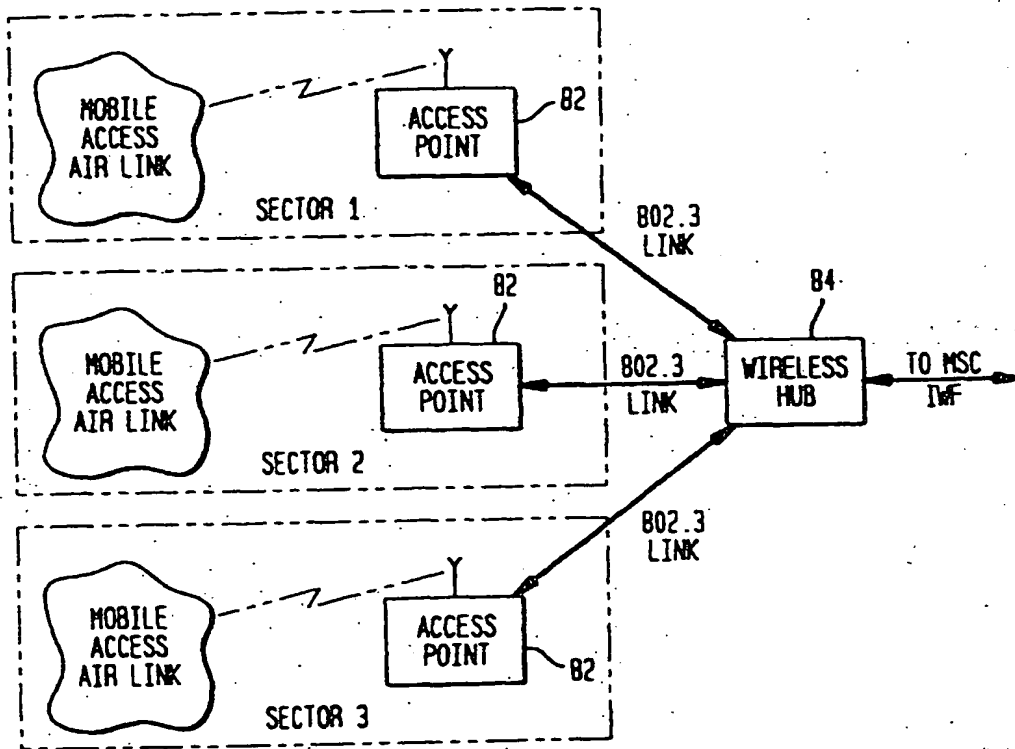 MOBILE
ACCESS
AIR LINK
ACCESS
POINT
82
SECTOR 1
802.3
LINK
MOBILE
ACCESS
AIR LINK
ACCESS
POINT
82
SECTOR 2
802.3
LINK
84
WIRELESS
HUB
TO MSC
IWF
MOBILE
ACCESS
AIR LINK
ACCESS
POINT
82
SECTOR 3
802.3
LINK